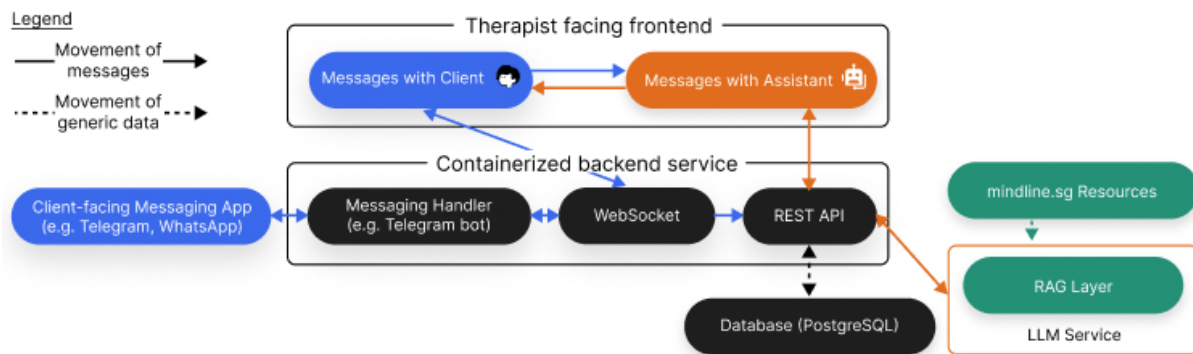 Legend
Movement of
messages
Movement of
generic data
Therapist facing frontend
Messages with Client
Messages with Assistant
Containerized backend service
Client-facing Messaging App
(e.g. Telegram, WhatsApp)
Messaging Handler
(e.g. Telegram bot)
WebSocket
REST API
mindline.sg Resources
RAG Layer
LLM Service
Database (PostgreSQL)